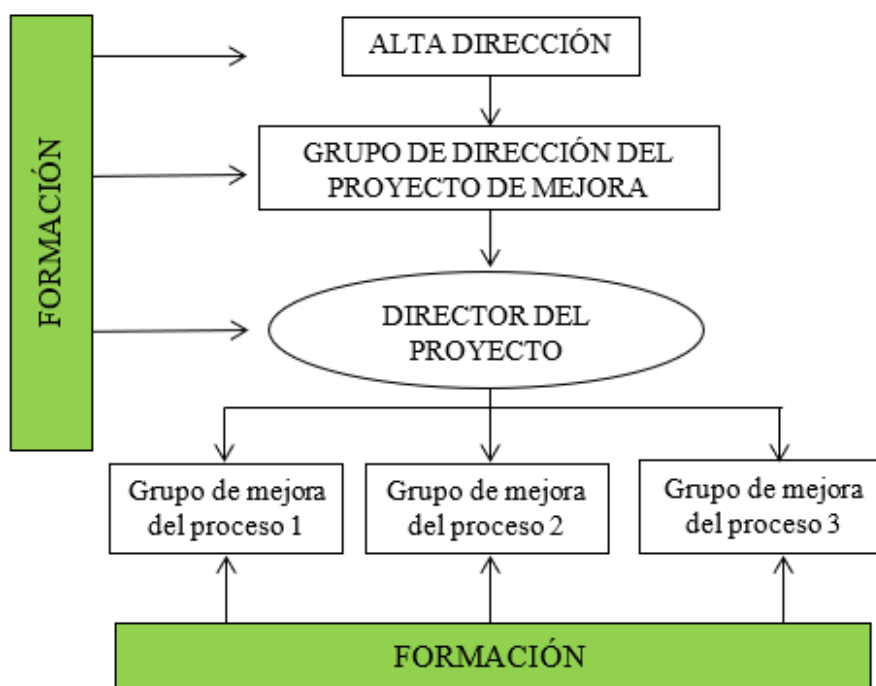 FORMACIÓN
ALTA DIRECCIÓN
GRUPO DE DIRECCIÓN DEL
PROYECTO DE MEJORA
DIRECTOR DEL
PROYECTO
Grupo de mejora
del proceso 1
Grupo de mejora
del proceso 2
Grupo de mejora
del proceso 3
FORMACIÓN